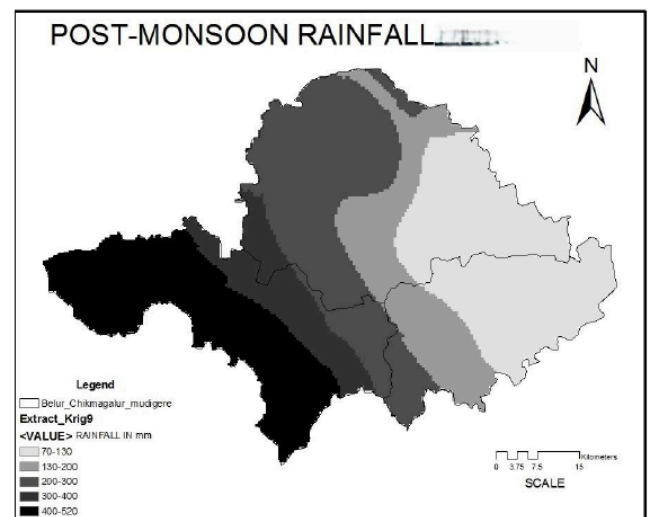 POST-MONSOON RAINFALL
N
Legend
Belur_Chikmagalur_mudigere
Extract_Krig9
<VALUE> RAINFALL IN mm
70-130
130-200
200-300
300-400
400-520
Kilometers
0 3.75 7.5 15
SCALE